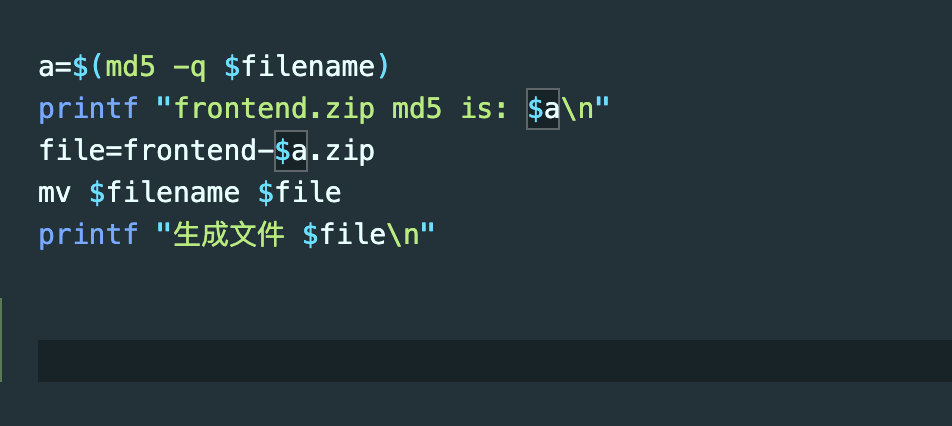 a=$(md5 -q $filename)
printf "frontend.zip md5 is: $a\n"
file=frontend-$a.zip
mv $filename $file
printf "生成文件 $file\n"